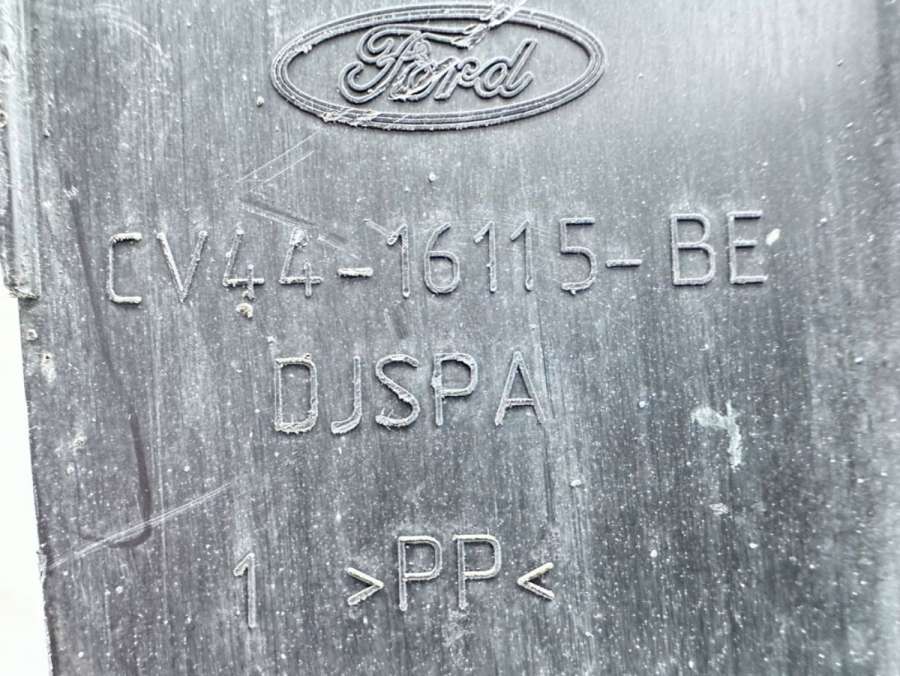 Ford
CV44-16115-BE
DJSPA
1 >PP<